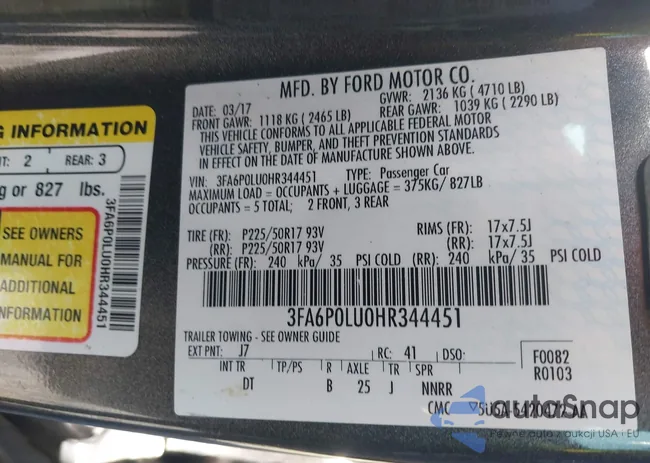 G INFORMATION
NT: 2 REAR: 3
g or 827 lbs.
SEE OWNERS
MANUAL FOR
ADDITIONAL
INFORMATION
3FA6P0LU0HR344451
MFD. BY FORD MOTOR CO.
DATE: 03/17 GVWR: 2136 KG ( 4710 LB)
FRONT GAWR: 1118 KG ( 2465 LB) REAR GAWR: 1039 KG ( 2290 LB)
THIS VEHICLE CONFORMS TO ALL APPLICABLE FEDERAL MOTOR
VEHICLE SAFETY, BUMPER, AND THEFT PREVENTION STANDARDS
IN EFFECT ON THE DATE OF MANUFACTURE SHOWN ABOVE.
VIN: 3FA6P0LU0HR344451 TYPE: Passenger Car
MAXIMUM LOAD = OCCUPANTS + LUGGAGE = 375KG/ 827LB
OCCUPANTS = 5 TOTAL; 2 FRONT, 3 REAR
TIRE (FR): P225/50R17 93V RIMS (FR): 17x7.5J
(RR): P225/50R17 93V (RR): 17x7.5J
PRESSURE (FR): 240 kPa/ 35 PSI COLD (RR): 240 kPa/ 35 PSI COLD
3FA6P0LU0HR344451
TRAILER TOWING - SEE OWNER GUIDE
EXT PNT: J7 RC: 41 DSO:
F0082
R0103
INT TR TP/PS R AXLE TR SPR
DT B 25 J NNRR
CMC
autoSnap